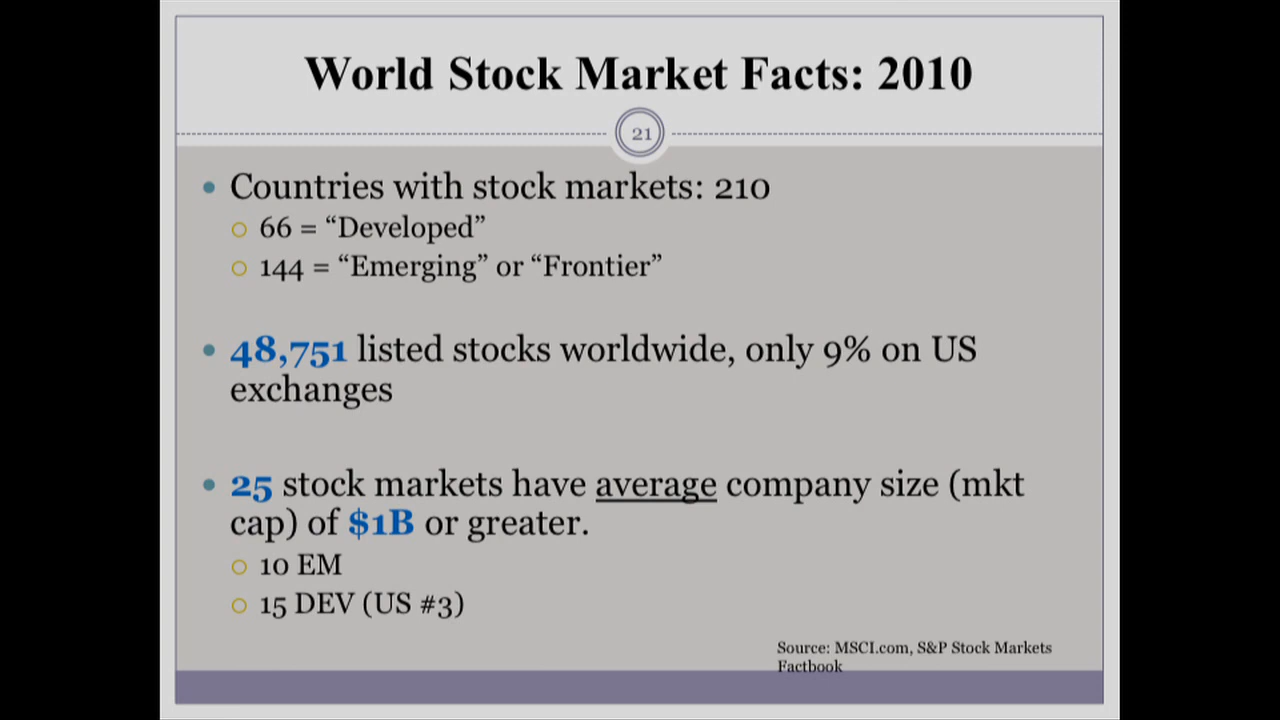 World Stock Market Facts: 2010
21
Countries with stock markets: 210
66 = “Developed”
144 = “Emerging” or “Frontier”
48,751 listed stocks worldwide, only 9% on US
exchanges
25 stock markets have average company size (mkt
cap) of $1B or greater.
10 EM
15 DEV (US #3)
Source: MSCI.com, S&P Stock Markets
Factbook